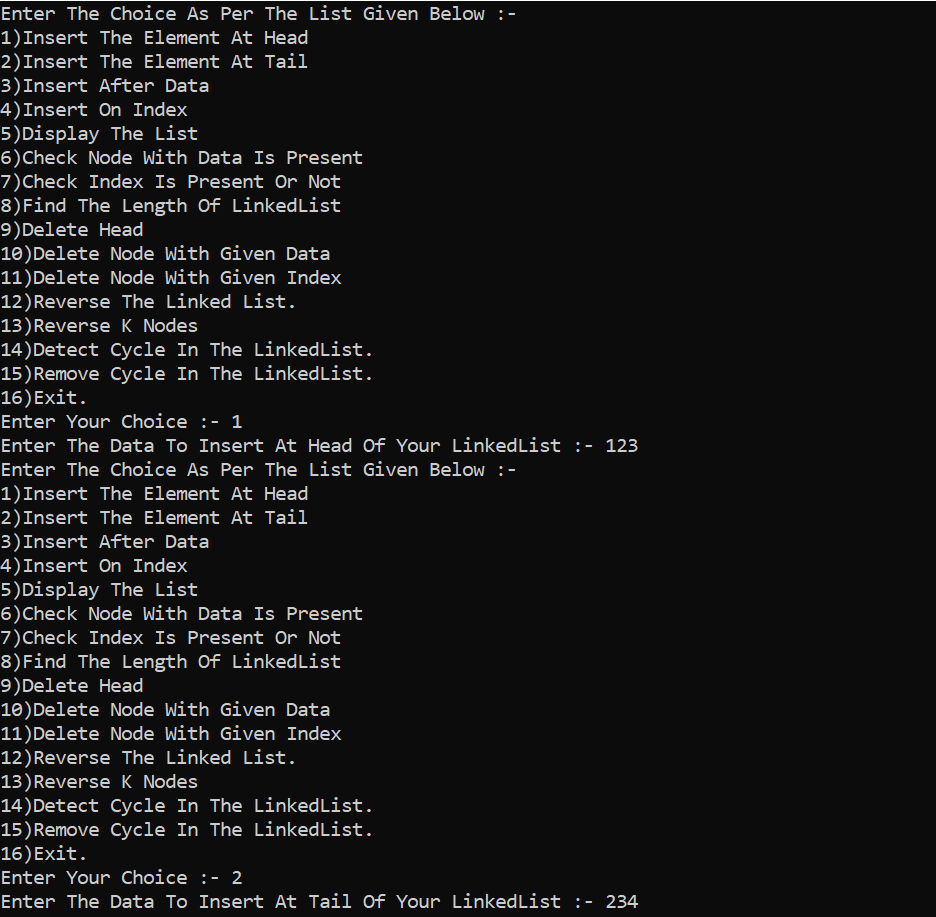 Enter The Choice As Per The List Given Below :-
1)Insert The Element At Head
2)Insert The Element At Tail
3)Insert After Data
4)Insert On Index
5)Display The List
6)Check Node With Data Is Present
7)Check Index Is Present Or Not
8)Find The Length Of LinkedList
9)Delete Head
10)Delete Node With Given Data
11)Delete Node With Given Index
12)Reverse The Linked List.
13)Reverse K Nodes
14)Detect Cycle In The LinkedList.
15)Remove Cycle In The LinkedList.
16)Exit.
Enter Your Choice :- 1
Enter The Data To Insert At Head Of Your LinkedList :- 123
Enter The Choice As Per The List Given Below :-
1)Insert The Element At Head
2)Insert The Element At Tail
3)Insert After Data
4)Insert On Index
5)Display The List
6)Check Node With Data Is Present
7)Check Index Is Present Or Not
8)Find The Length Of LinkedList
9)Delete Head
10)Delete Node With Given Data
11)Delete Node With Given Index
12)Reverse The Linked List.
13)Reverse K Nodes
14)Detect Cycle In The LinkedList.
15)Remove Cycle In The LinkedList.
16)Exit.
Enter Your Choice :- 2
Enter The Data To Insert At Tail Of Your LinkedList :- 234